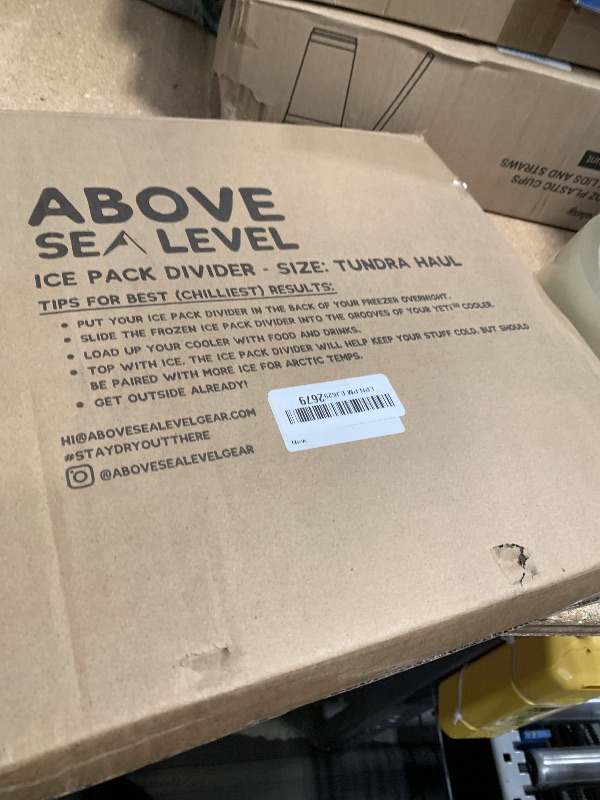 ABOVE
SEA LEVEL
ICE PACK DIVIDER - SIZE: TUNDRA HAUL
TIPS FOR BEST (CHILLIEST) RESULTS:
• PUT YOUR ICE PACK DIVIDER IN THE BACK OF YOUR FREEZER OVERNIGHT.
• SLIDE THE FROZEN ICE PACK DIVIDER INTO THE GROOVES OF YOUR YETI™ COOLER.
• LOAD UP YOUR COOLER WITH FOOD AND DRINKS.
• TOP WITH ICE. THE ICE PACK DIVIDER WILL HELP KEEP YOUR STUFF COLD, BUT SHOULD
BE PAIRED WITH MORE ICE FOR ARCTIC TEMPS.
• GET OUTSIDE ALREADY!
HI@ABOVESEALEVELGEAR.COM
#STAYDRYOUTTHERE
@ABOVESEALEVELGEAR
2679
OZ PLASTIC CUPS
LIDS AND STRAWS